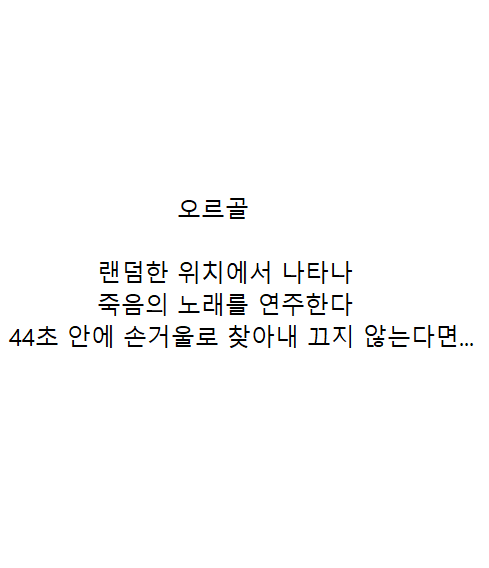 오르골
랜덤한 위치에서 나타나
죽음의 노래를 연주한다
44초 안에 손거울로 찾아내 끄지 않는다면...